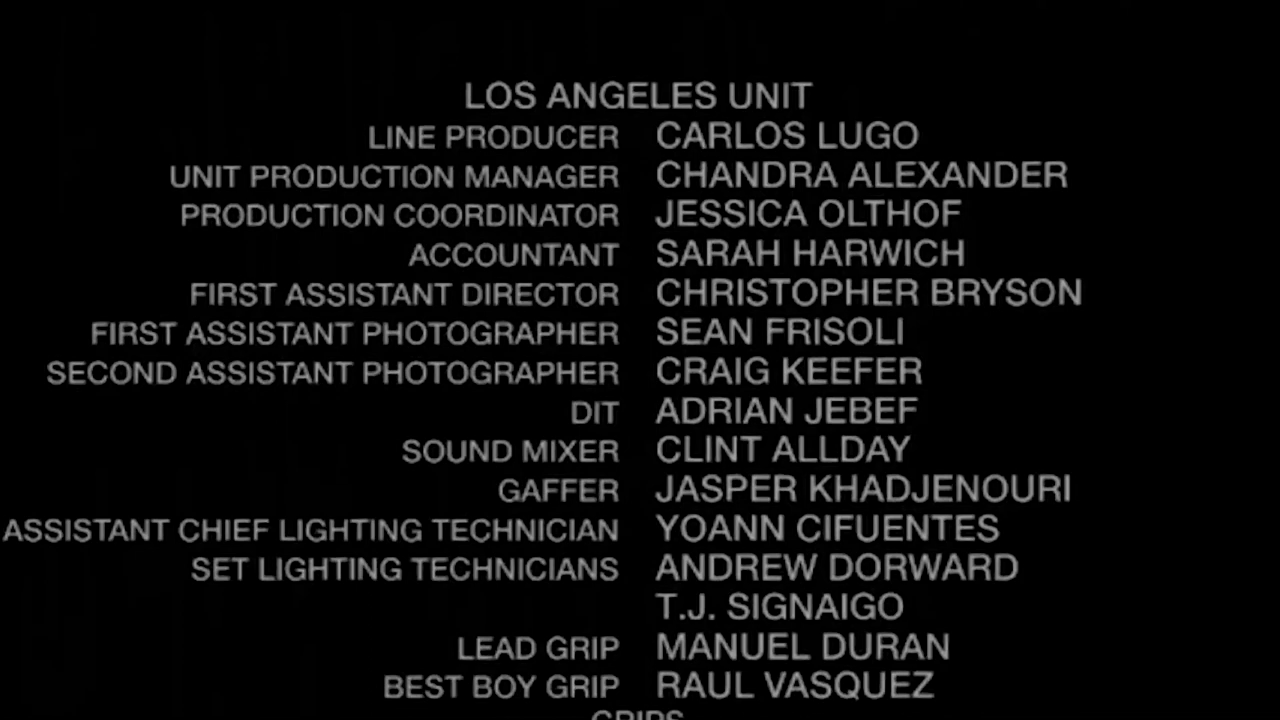 LOS ANGELES UNIT
LINE PRODUCER CARLOS LUGO
UNIT PRODUCTION MANAGER CHANDRA ALEXANDER
PRODUCTION COORDINATOR JESSICA OLTHOF
ACCOUNTANT SARAH HARWICH
FIRST ASSISTANT DIRECTOR CHRISTOPHER BRYSON
FIRST ASSISTANT PHOTOGRAPHER SEAN FRISOLI
SECOND ASSISTANT PHOTOGRAPHER CRAIG KEEFER
DIT ADRIAN JEBEF
SOUND MIXER CLINT ALLDAY
GAFFER JASPER KHADJENOURI
ASSISTANT CHIEF LIGHTING TECHNICIAN YOANN CIFUENTES
SET LIGHTING TECHNICIANS ANDREW DORWARD
T.J. SIGNAIGO
LEAD GRIP MANUEL DURAN
BEST BOY GRIP RAUL VASQUEZ
GRIPS